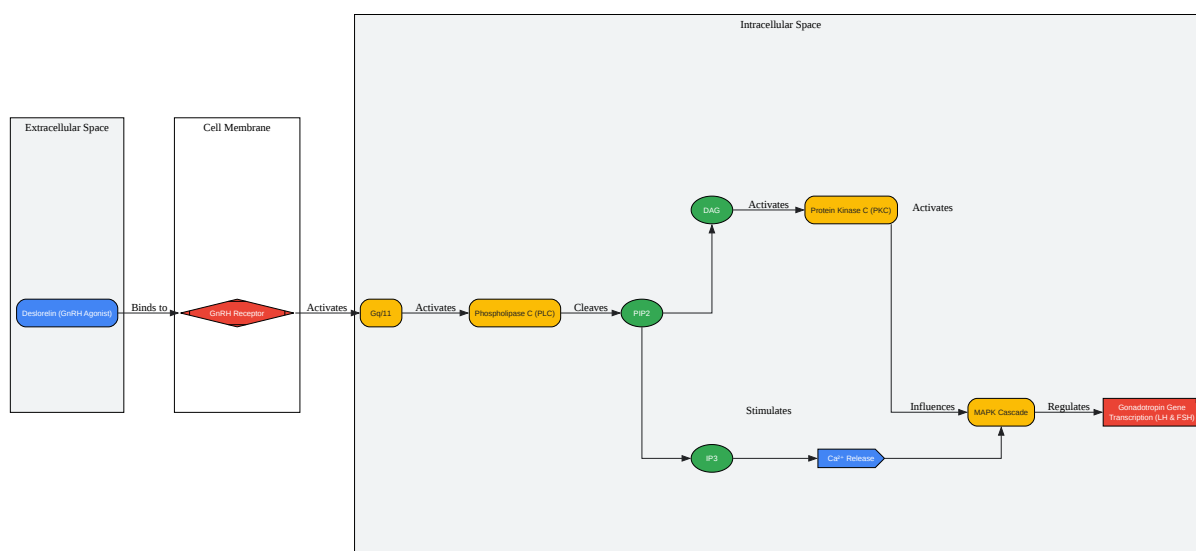 Intracellular Space
Extracellular Space
Cell Membrane
DAG
Activates
Protein Kinase C (PKC)
Activates
Deslorelin (GnRH Agonist)
Binds to
GnRH Receptor
Activates
Gq/11
Activates
Phospholipase C (PLC)
Cleaves
PIP2
Stimulates
Influences
MAPK Cascade
Regulates
Gonadotropin Gene
Transcription (LH & FSH)
IP3
Ca²⁺ Release